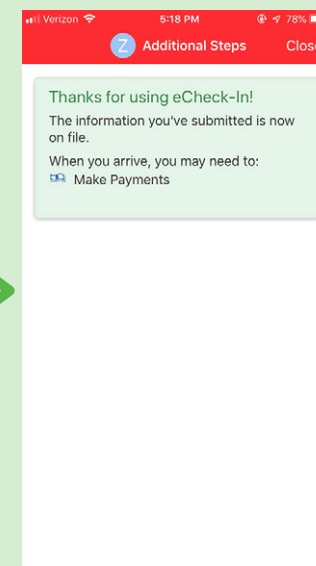 Verizon 5:18 PM 78%
Z Additional Steps Close
Thanks for using eCheck-In!
The information you've submitted is now
on file.
When you arrive, you may need to:
Make Payments